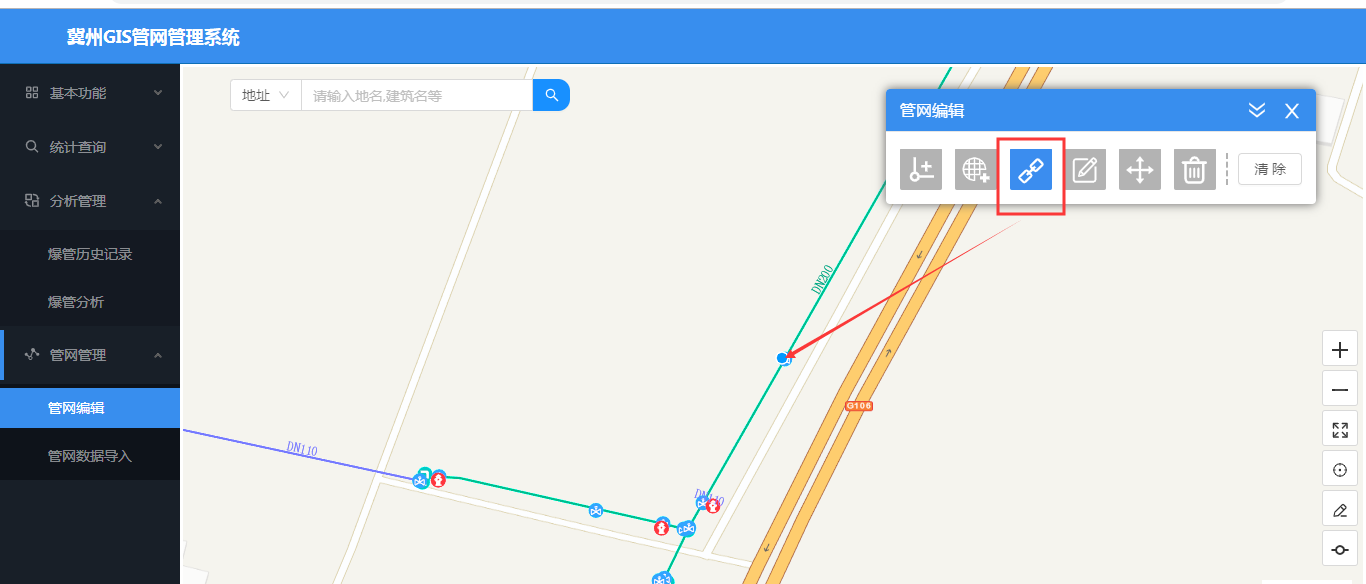 冀州GIS管网管理系统
基本功能
统计查询
分析管理
爆管历史记录
爆管分析
管网管理
管网编辑
管网数据导入
地址
请输入地名,建筑名等
管网编辑
清 除
DN200
G106
DN110
DN110